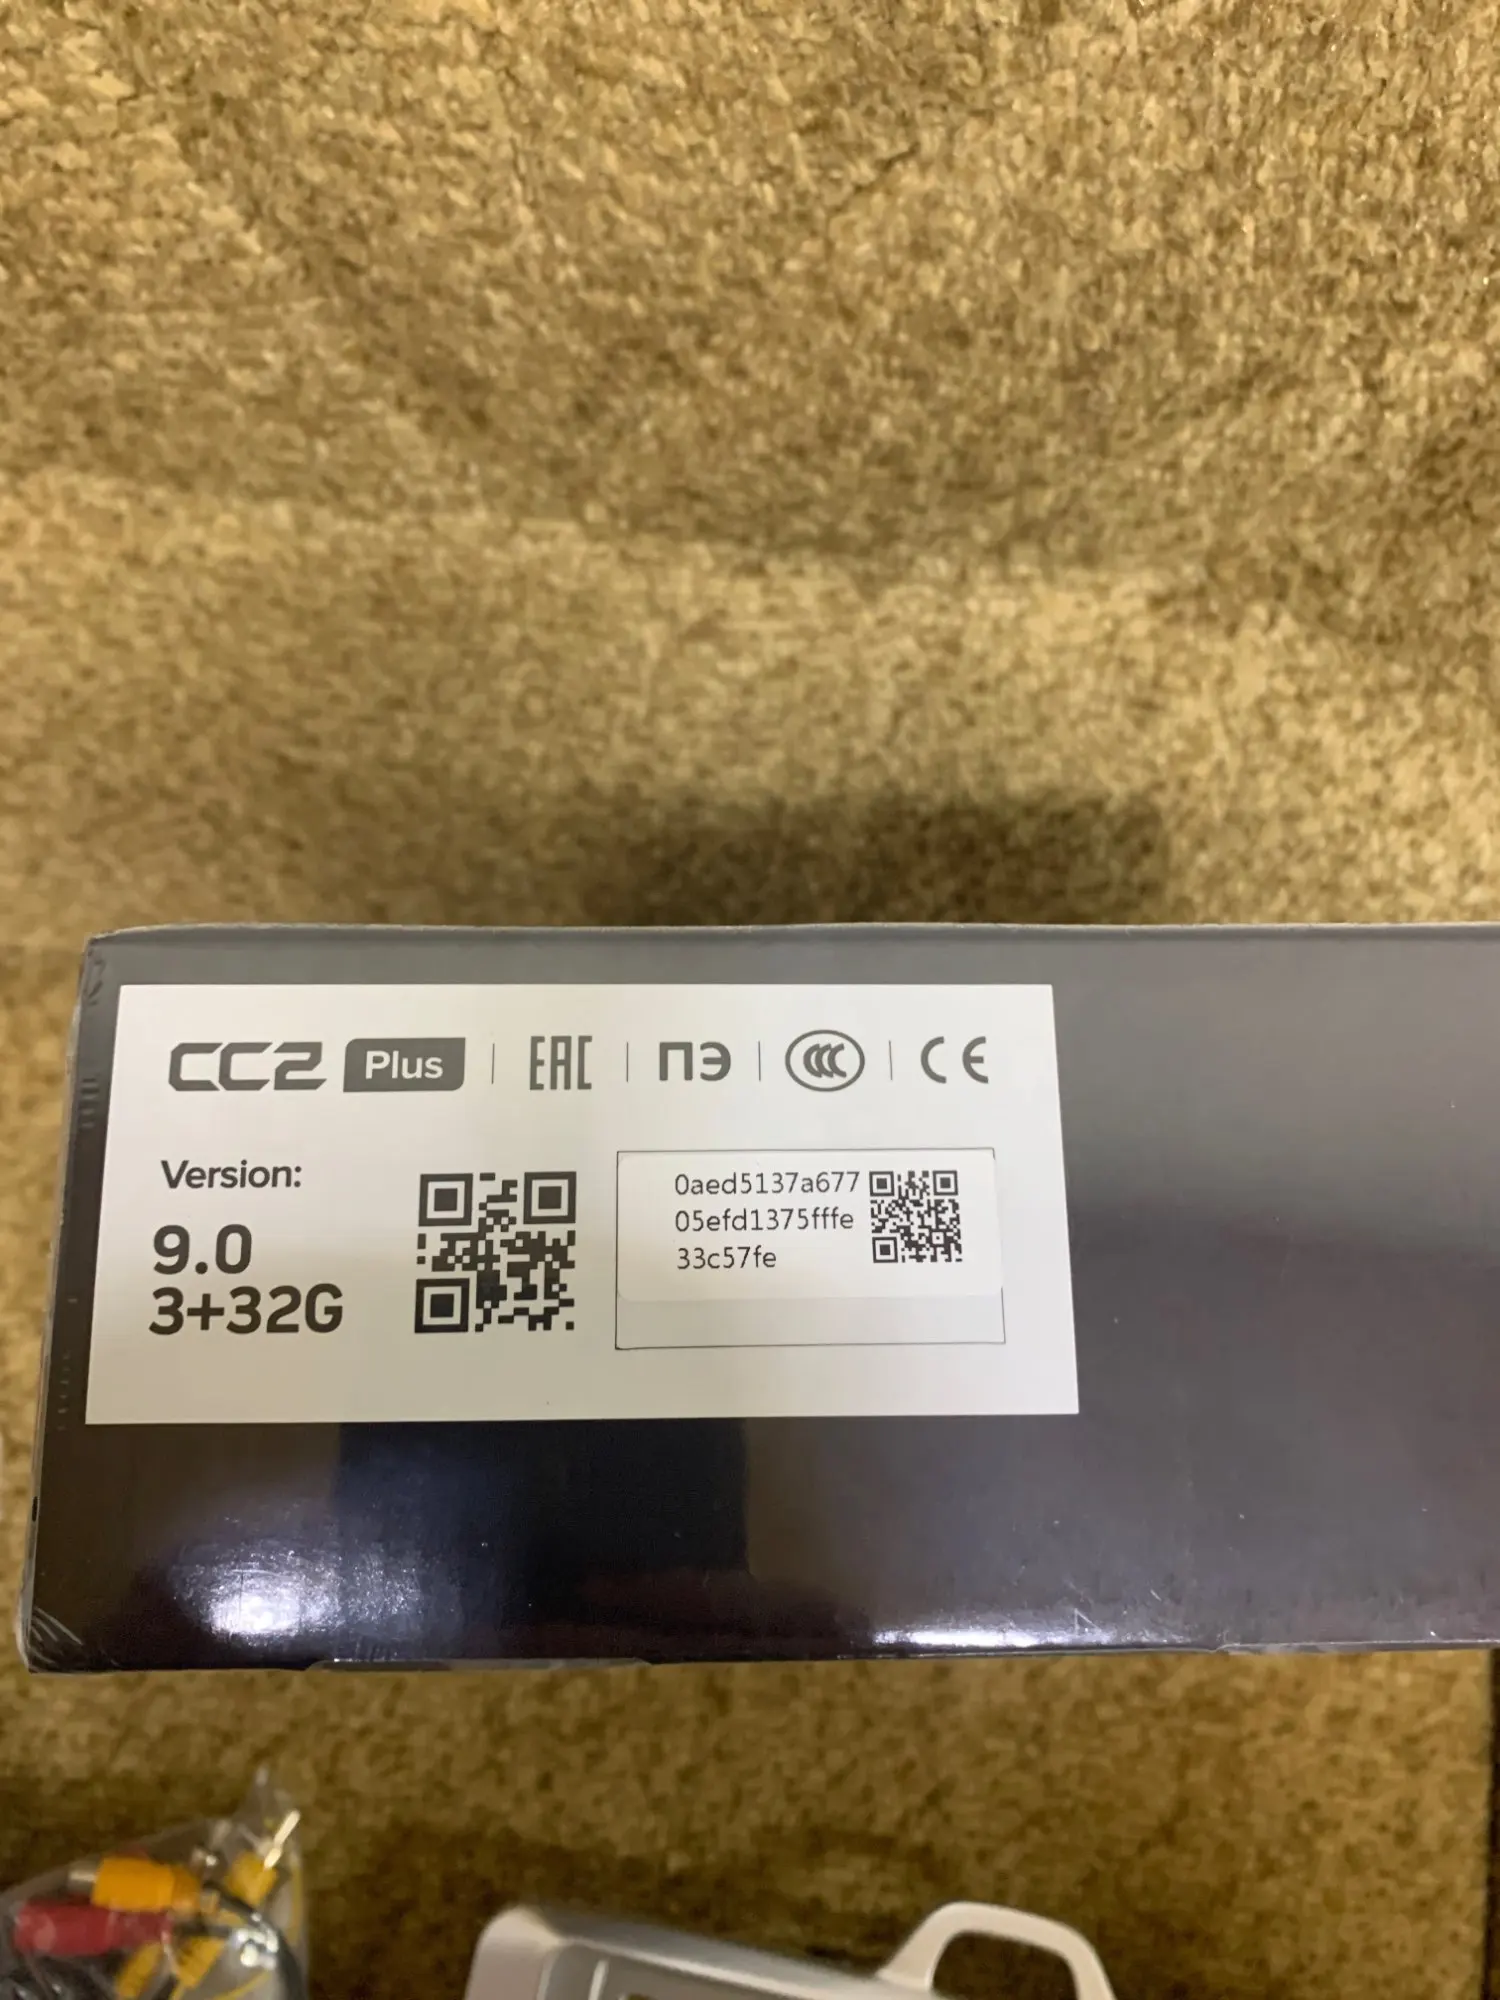 CC2 Plus | EAC | ПЭ | CCC | CE
Version:
9.0
3+32G
0aed5137a677
05efd1375fffe
33c57fe